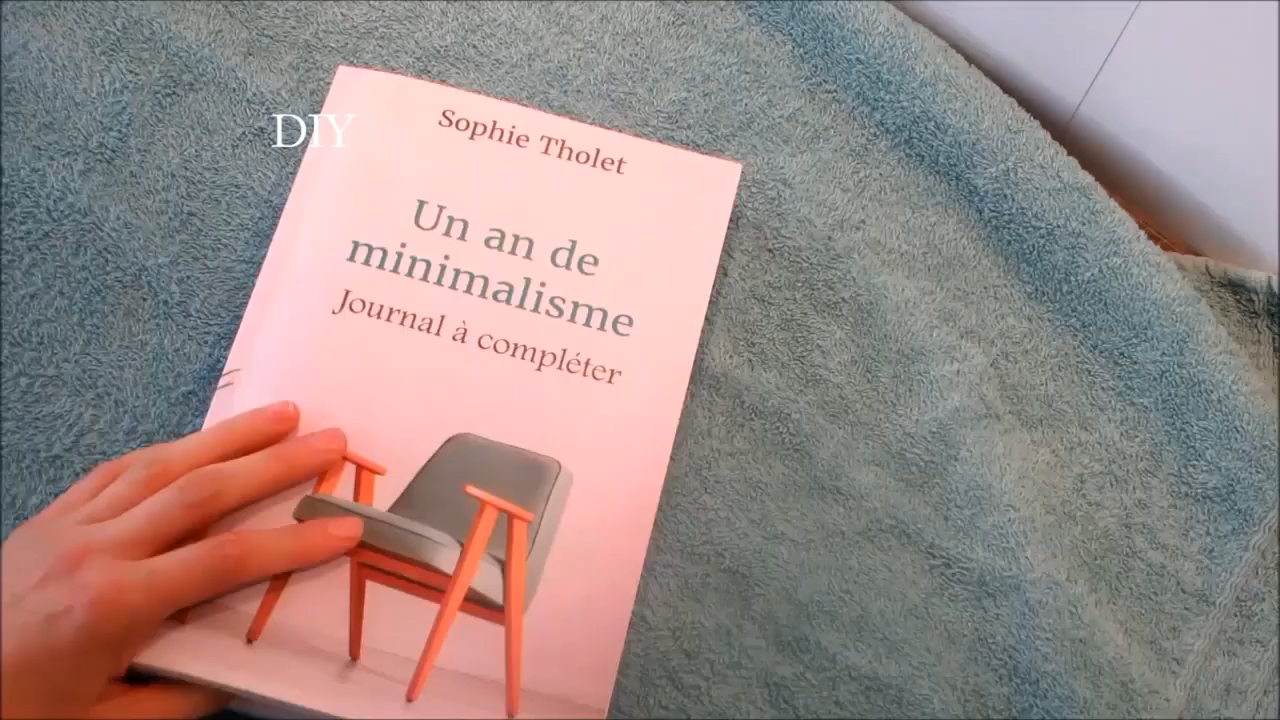 DIY
Sophie Tholet
Un an de
minimalisme
Journal à compléter